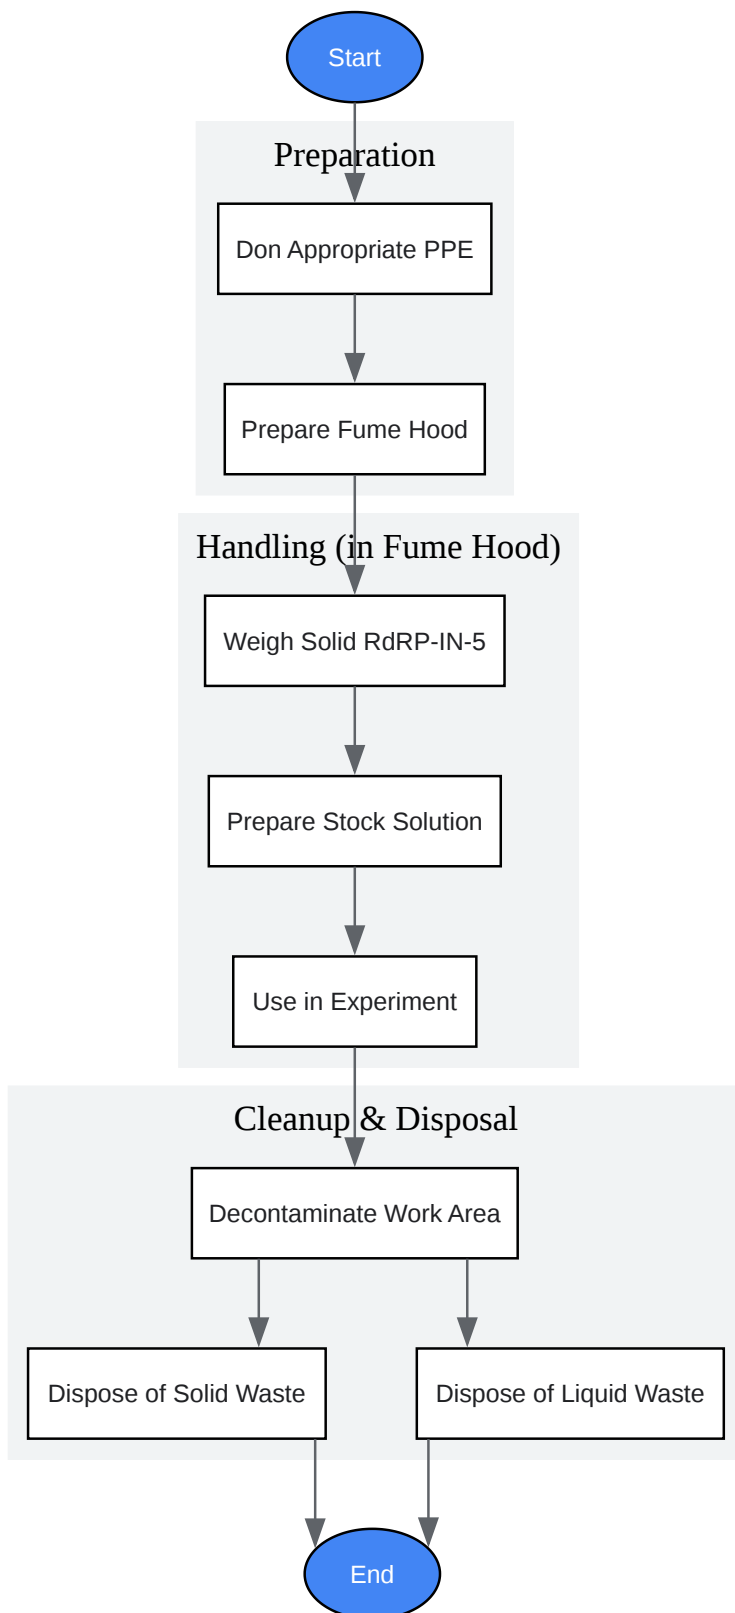 Start
Preparation
Don Appropriate PPE
Prepare Fume Hood
Handling (in Fume Hood)
Weigh Solid RdRP-IN-5
Prepare Stock Solution
Use in Experiment
Cleanup & Disposal
Decontaminate Work Area
Dispose of Solid Waste
Dispose of Liquid Waste
End